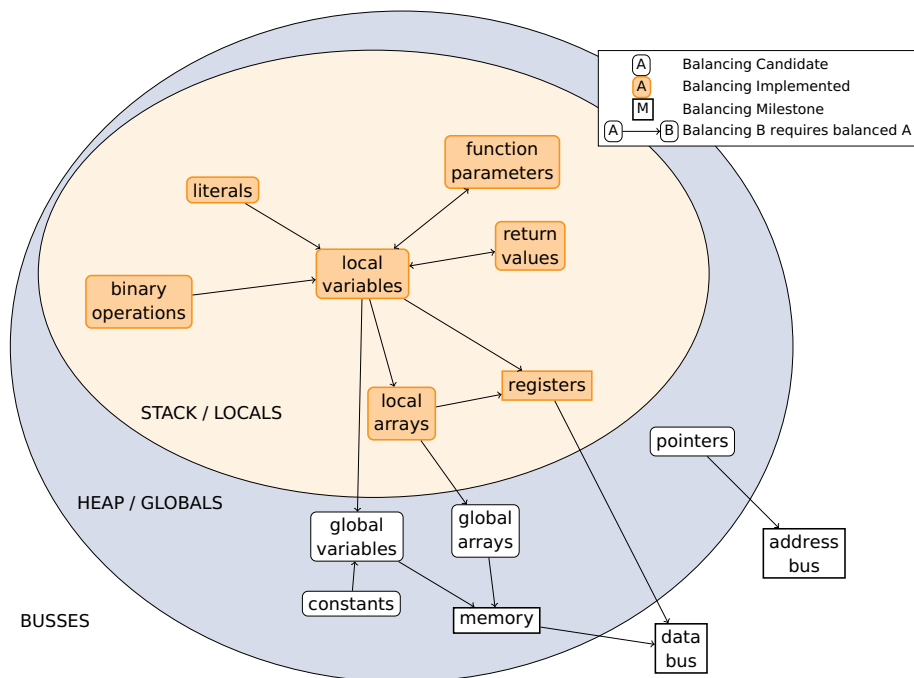 A Balancing Candidate
A Balancing Implemented
M Balancing Milestone
A B Balancing B requires balanced A
function
parameters
literals
return
values
local
variables
binary
operations
registers
local
arrays
STACK / LOCALS
pointers
HEAP / GLOBALS
global
variables
global
arrays
address
bus
constants
memory
BUSSES
data
bus